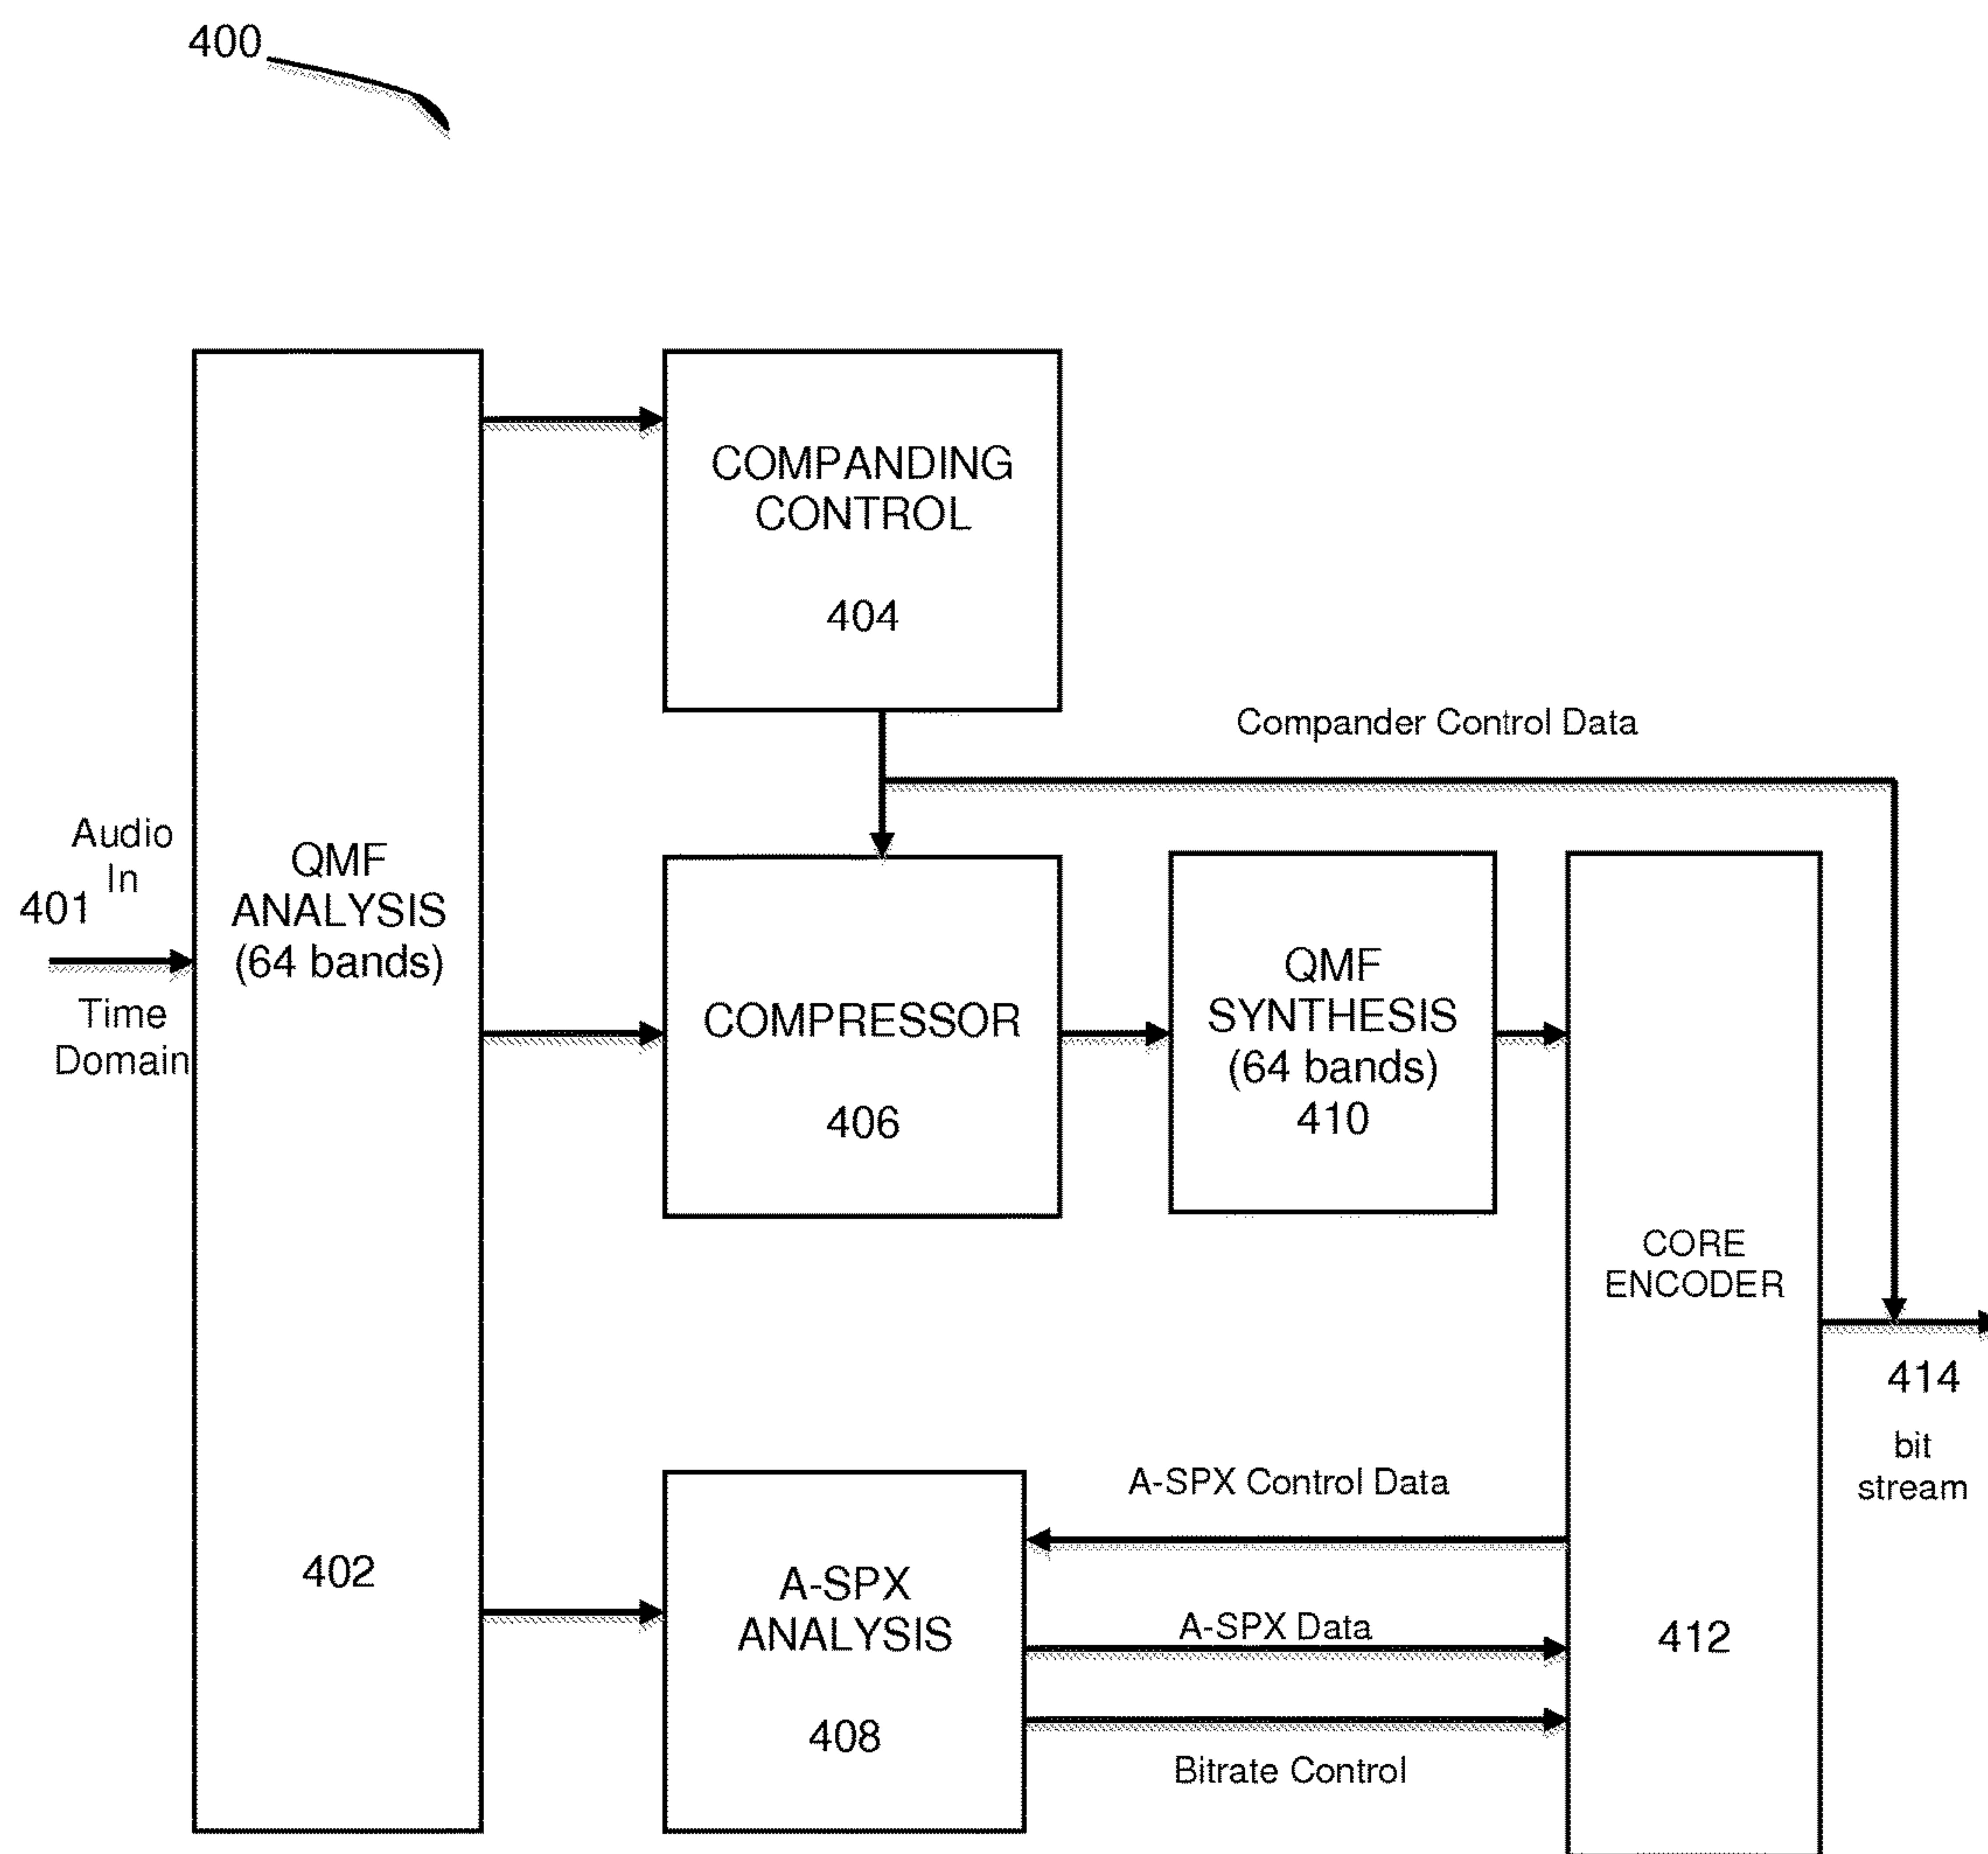 400
COMPANDING
CONTROL
404
Compander Control Data
Audio
In
401
Time
Domain
QMF
ANALYSIS
(64 bands)
402
COMPRESSOR
406
QMF
SYNTHESIS
(64 bands)
410
CORE
ENCODER
412
414
bit
stream
A-SPX Control Data
A-SPX
ANALYSIS
408
A-SPX Data
Bitrate Control